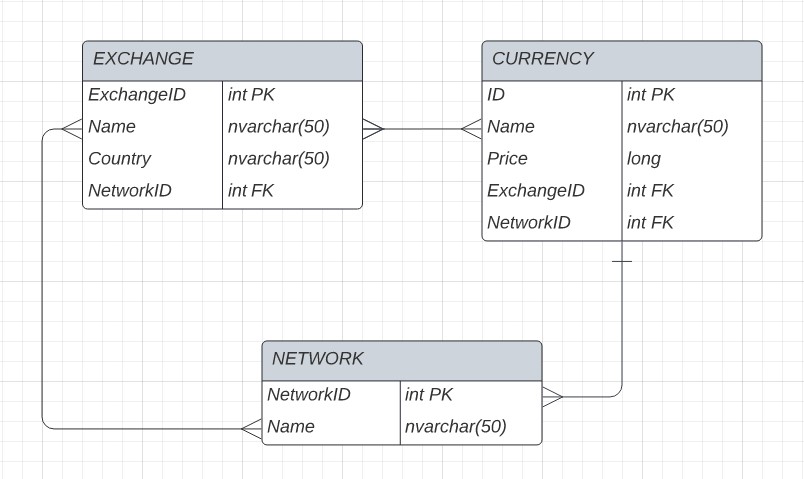 EXCHANGE
ExchangeID int PK
Name nvarchar(50)
Country nvarchar(50)
NetworkID int FK
CURRENCY
ID int PK
Name nvarchar(50)
Price long
ExchangeID int FK
NetworkID int FK
NETWORK
NetworkID int PK
Name nvarchar(50)